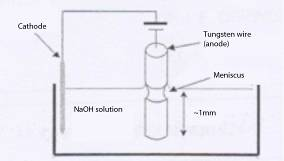 Cathode
Tungsten wire
(anode)
Meniscus
NaOH solution
~1mm